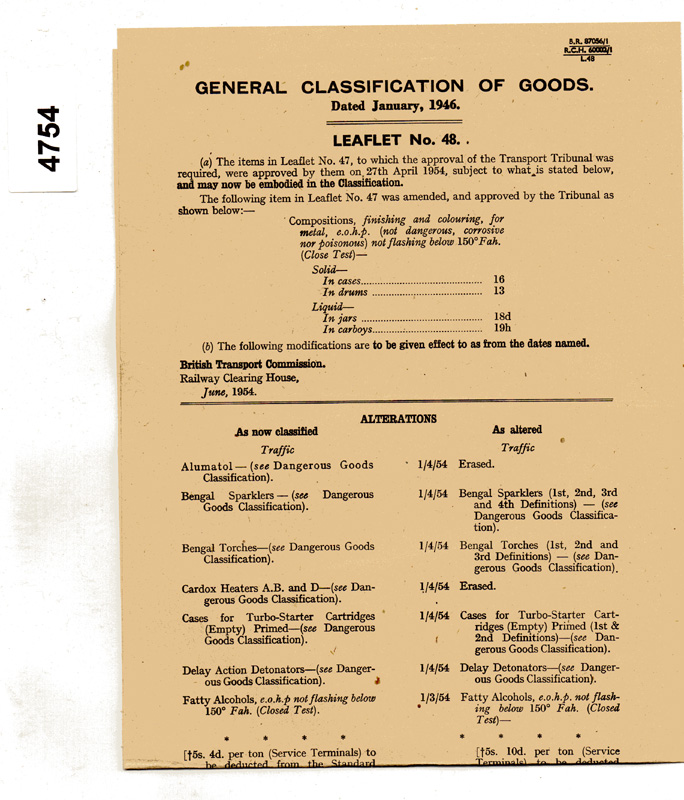 B.R. 87056/1
R.C.H. 60002/1
L.48
4754
GENERAL CLASSIFICATION OF GOODS.
Dated January, 1946.
LEAFLET No. 48.
(a) The items in Leaflet No. 47, to which the approval of the Transport Tribunal was
required, were approved by them on 27th April 1954, subject to what is stated below,
and may now be embodied in the Classification.
The following item in Leaflet No. 47 was amended, and approved by the Tribunal as
shown below:—
Compositions, finishing and colouring, for
metal, e.o.h.p. (not dangerous, corrosive
nor poisonous) not flashing below 150° Fah.
(Close Test)—
Solid—
In cases........................................ 16
In drums ..................................... 13
Liquid—
In jars ........................................ 18d
In carboys..................................... 19h
(b) The following modifications are to be given effect to as from the dates named.
British Transport Commission.
Railway Clearing House,
June, 1954.
ALTERATIONS
As now classified
As altered
Traffic
Traffic
Alumatol — (see Dangerous Goods
Classification).
1/4/54 Erased.
Bengal Sparklers — (see Dangerous
Goods Classification).
1/4/54 Bengal Sparklers (1st, 2nd, 3rd
and 4th Definitions) — (see
Dangerous Goods Classifica-
tion).
Bengal Torches—(see Dangerous Goods
Classification).
1/4/54 Bengal Torches (1st, 2nd and
3rd Definitions) — (see Dan-
gerous Goods Classification).
Cardox Heaters A.B. and D—(see Dan-
gerous Goods Classification).
1/4/54 Erased.
Cases for Turbo-Starter Cartridges
(Empty) Primed—(see Dangerous
Goods Classification).
1/4/54 Cases for Turbo-Starter Cart-
ridges (Empty) Primed (1st &
2nd Definitions)—(see Dan-
gerous Goods Classification).
Delay Action Detonators—(see Danger-
ous Goods Classification).
1/4/54 Delay Detonators—(see Danger-
ous Goods Classification).
Fatty Alcohols, e.o.h.p not flashing below
150° Fah. (Closed Test).
1/3/54 Fatty Alcohols, e.o.h.p. not flash-
ing below 150° Fah. (Closed
Test)—
* * * *
* * * *
[†5s. 4d. per ton (Service Terminals) to
be deducted from the Standard
[†5s. 10d. per ton (Service
Terminals) to be deducted